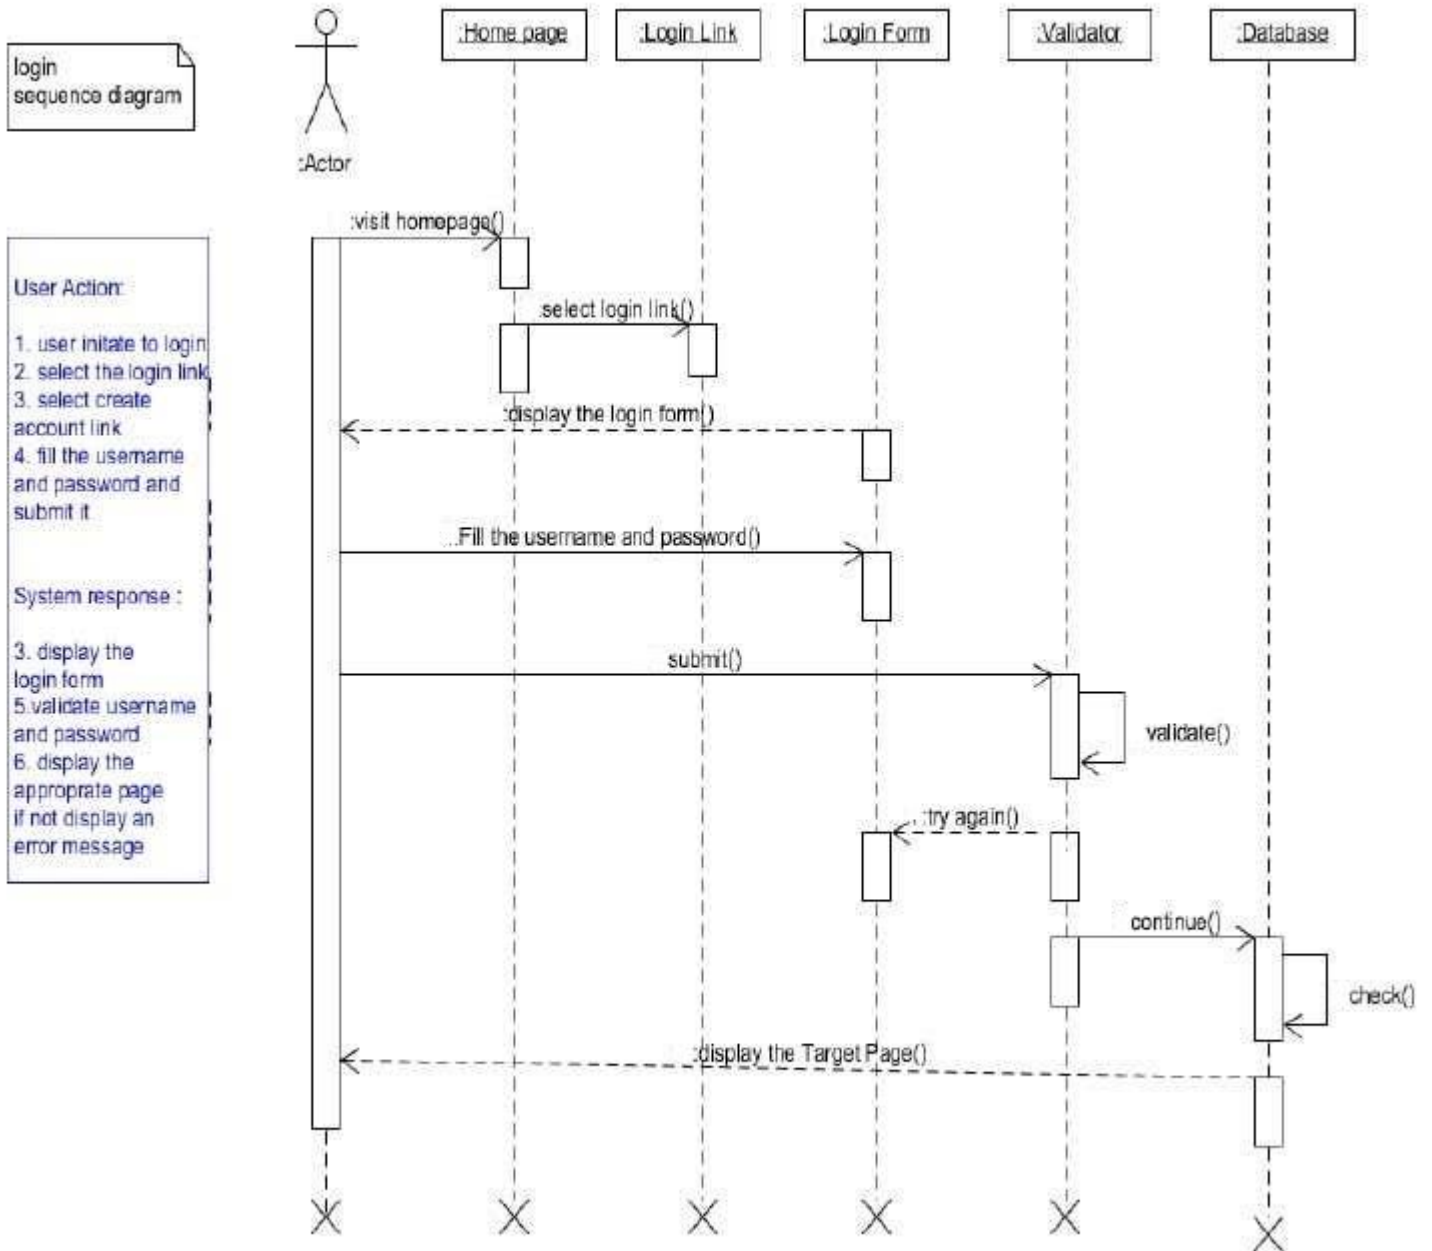 login
sequence diagram
:Actor
:Home page
:Login Link
:Login Form
:Validator
:Database
:visit homepage()
:select login link()
:display the login form()
..Fill the username and password()
submit()
validate()
:try again()
continue()
check()
:display the Target Page()
User Action:
1. user initate to login
2. select the login link
3. select create
account link
4. fill the username
and password and
submit it
System response :
3. display the
login form
5.validate username
and password
6. display the
approprate page
if not display an
error message